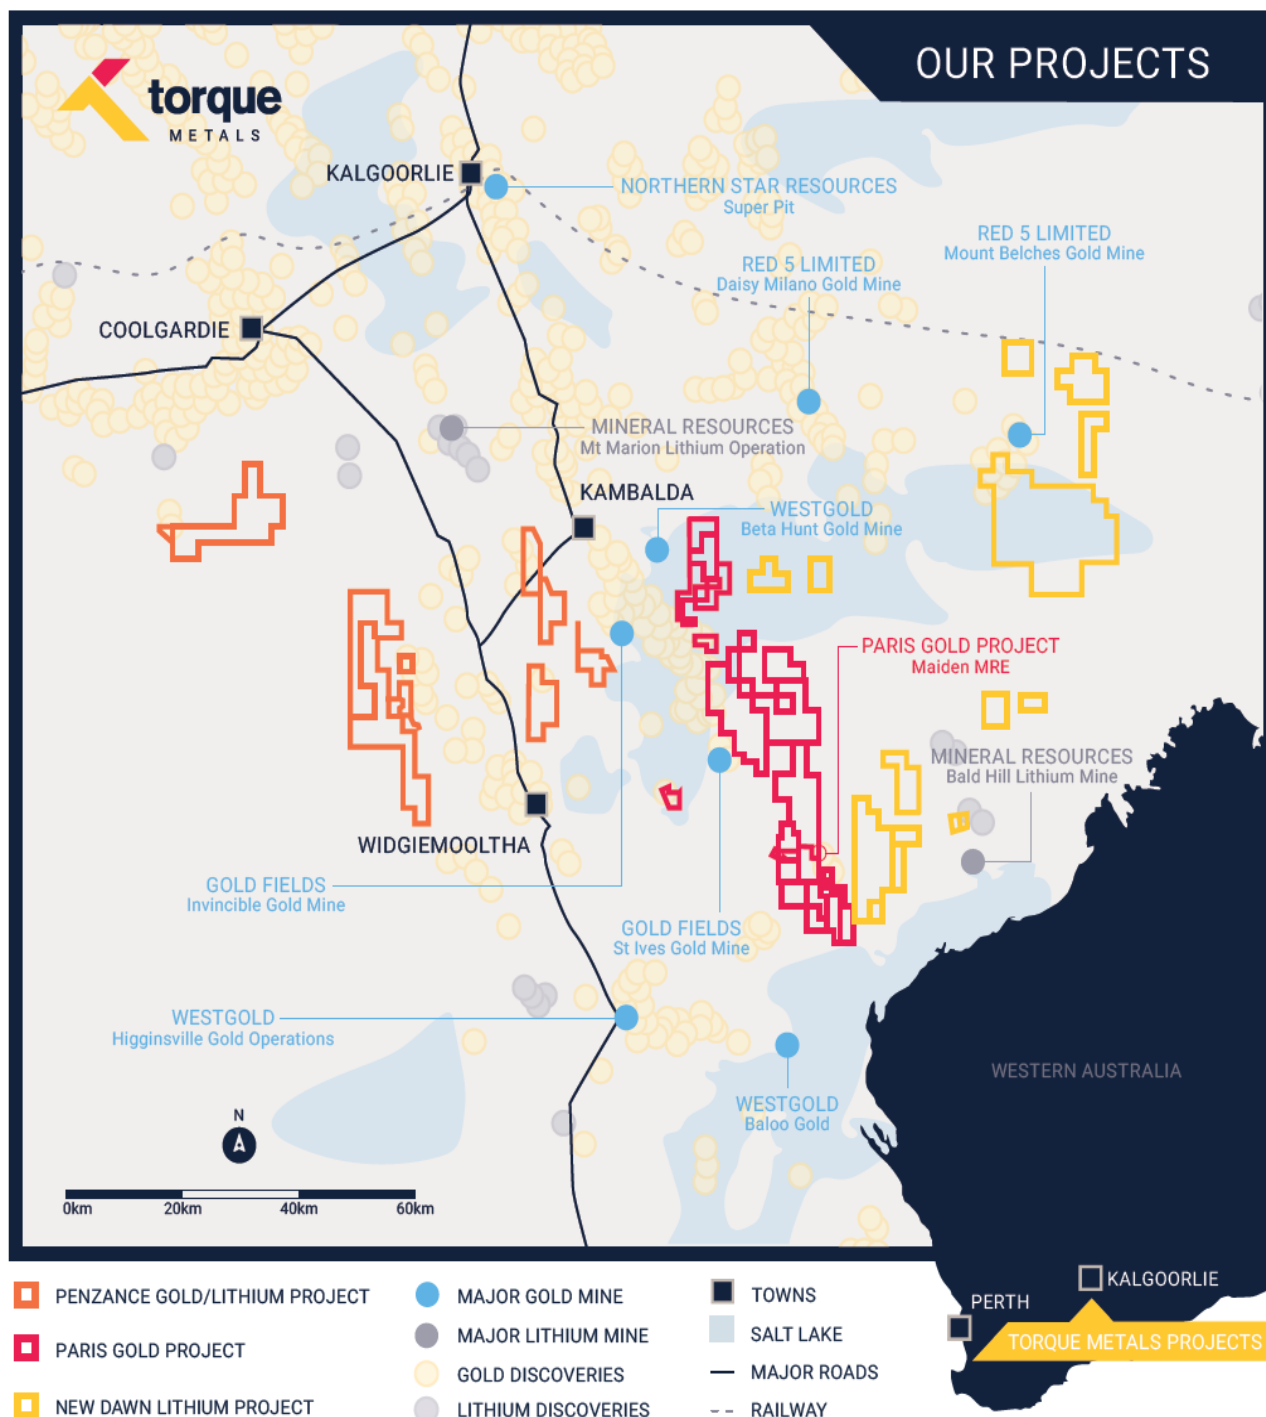 OUR PROJECTS
torque
METALS
KALGOORLIE
NORTHERN STAR RESOURCES
Super Pit
RED 5 LIMITED
Mount Belches Gold Mine
RED 5 LIMITED
Daisy Milano Gold Mine
COOLGARDIE
MINERAL RESOURCES
Mt Marion Lithium Operation
KAMBALDA
WESTGOLD
Beta Hunt Gold Mine
PARIS GOLD PROJECT
Maiden MRE
MINERAL RESOURCES
Bald Hill Lithium Mine
WIDGIEMOOLTHA
GOLD FIELDS
Invincible Gold Mine
GOLD FIELDS
St Ives Gold Mine
WESTGOLD
Higginsville Gold Operations
WESTERN AUSTRALIA
WESTGOLD
Baloo Gold
N
0km 20km 40km 60km
KALGOORLIE
PERTH
TORQUE METALS PROJECTS
PENZANCE GOLD/LITHIUM PROJECT
PARIS GOLD PROJECT
NEW DAWN LITHIUM PROJECT
MAJOR GOLD MINE
MAJOR LITHIUM MINE
GOLD DISCOVERIES
LITHIUM DISCOVERIES
TOWNS
SALT LAKE
MAJOR ROADS
RAILWAY